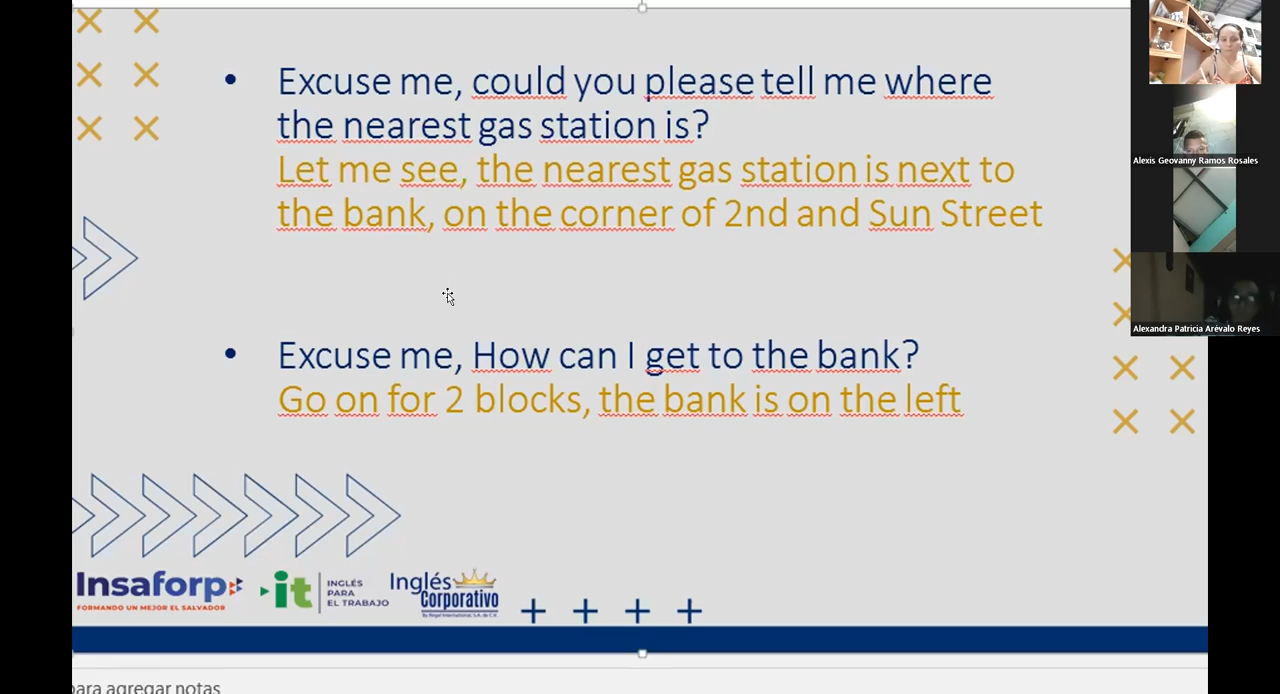 Excuse me, could you please tell me where
the nearest gas station is?
Let me see, the nearest gas station is next to
the bank, on the corner of 2nd and Sun Street
Excuse me, How can I get to the bank?
Go on for 2 blocks, the bank is on the left
Insaforp
FORMANDO UN MEJOR EL SALVADOR
it
INGLÉS
PARA
EL TRABAJO
Inglés
Corporativo
para agregar notas
Alexis Geovanny Ramos Rosales
Alexandra Patricia Arévalo Reyes